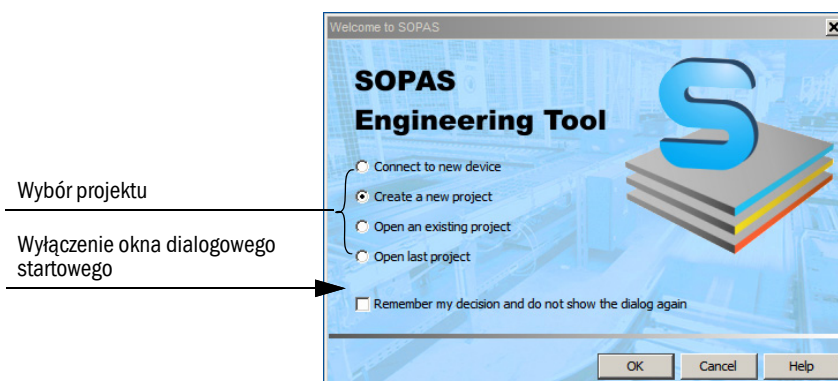 Welcome to SOPAS
SOPAS
Engineering Tool
Connect to new device
Wybór projektu
Create a new project
Open an existing project
Wyłączenie okna dialogowego
startowego
Open last project
Remember my decision and do not show the dialog again
OK Cancel Help